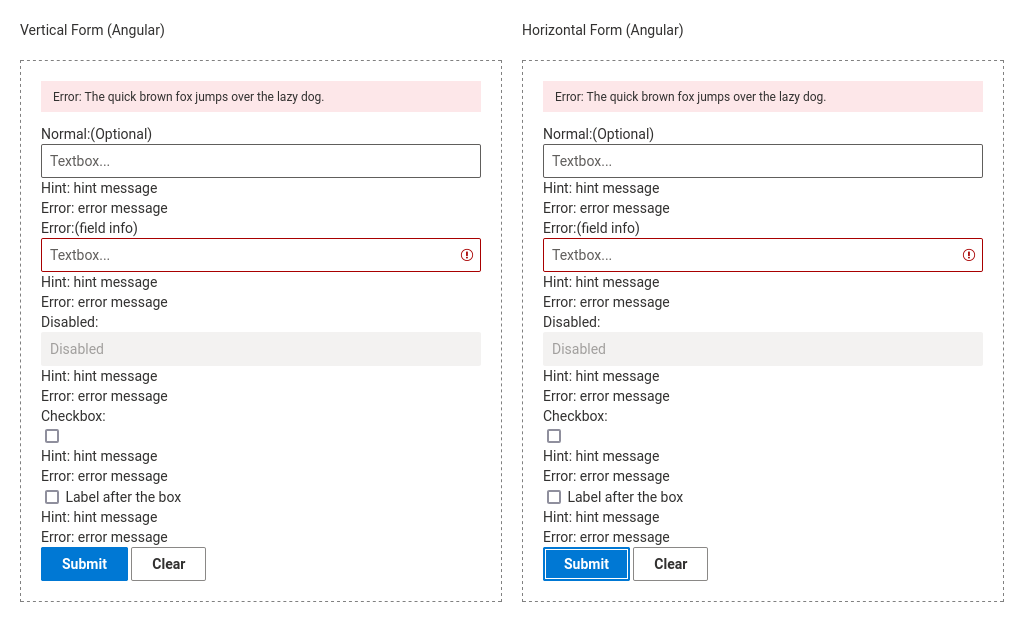 Vertical Form (Angular)
Error: The quick brown fox jumps over the lazy dog.
Normal:(Optional)
Textbox...
Hint: hint message
Error: error message
Error:(field info)
Textbox...
Hint: hint message
Error: error message
Disabled:
Disabled
Hint: hint message
Error: error message
Checkbox:
Hint: hint message
Error: error message
Label after the box
Hint: hint message
Error: error message
Submit Clear
Horizontal Form (Angular)
Error: The quick brown fox jumps over the lazy dog.
Normal:(Optional)
Textbox...
Hint: hint message
Error: error message
Error:(field info)
Textbox...
Hint: hint message
Error: error message
Disabled:
Disabled
Hint: hint message
Error: error message
Checkbox:
Hint: hint message
Error: error message
Label after the box
Hint: hint message
Error: error message
Submit Clear